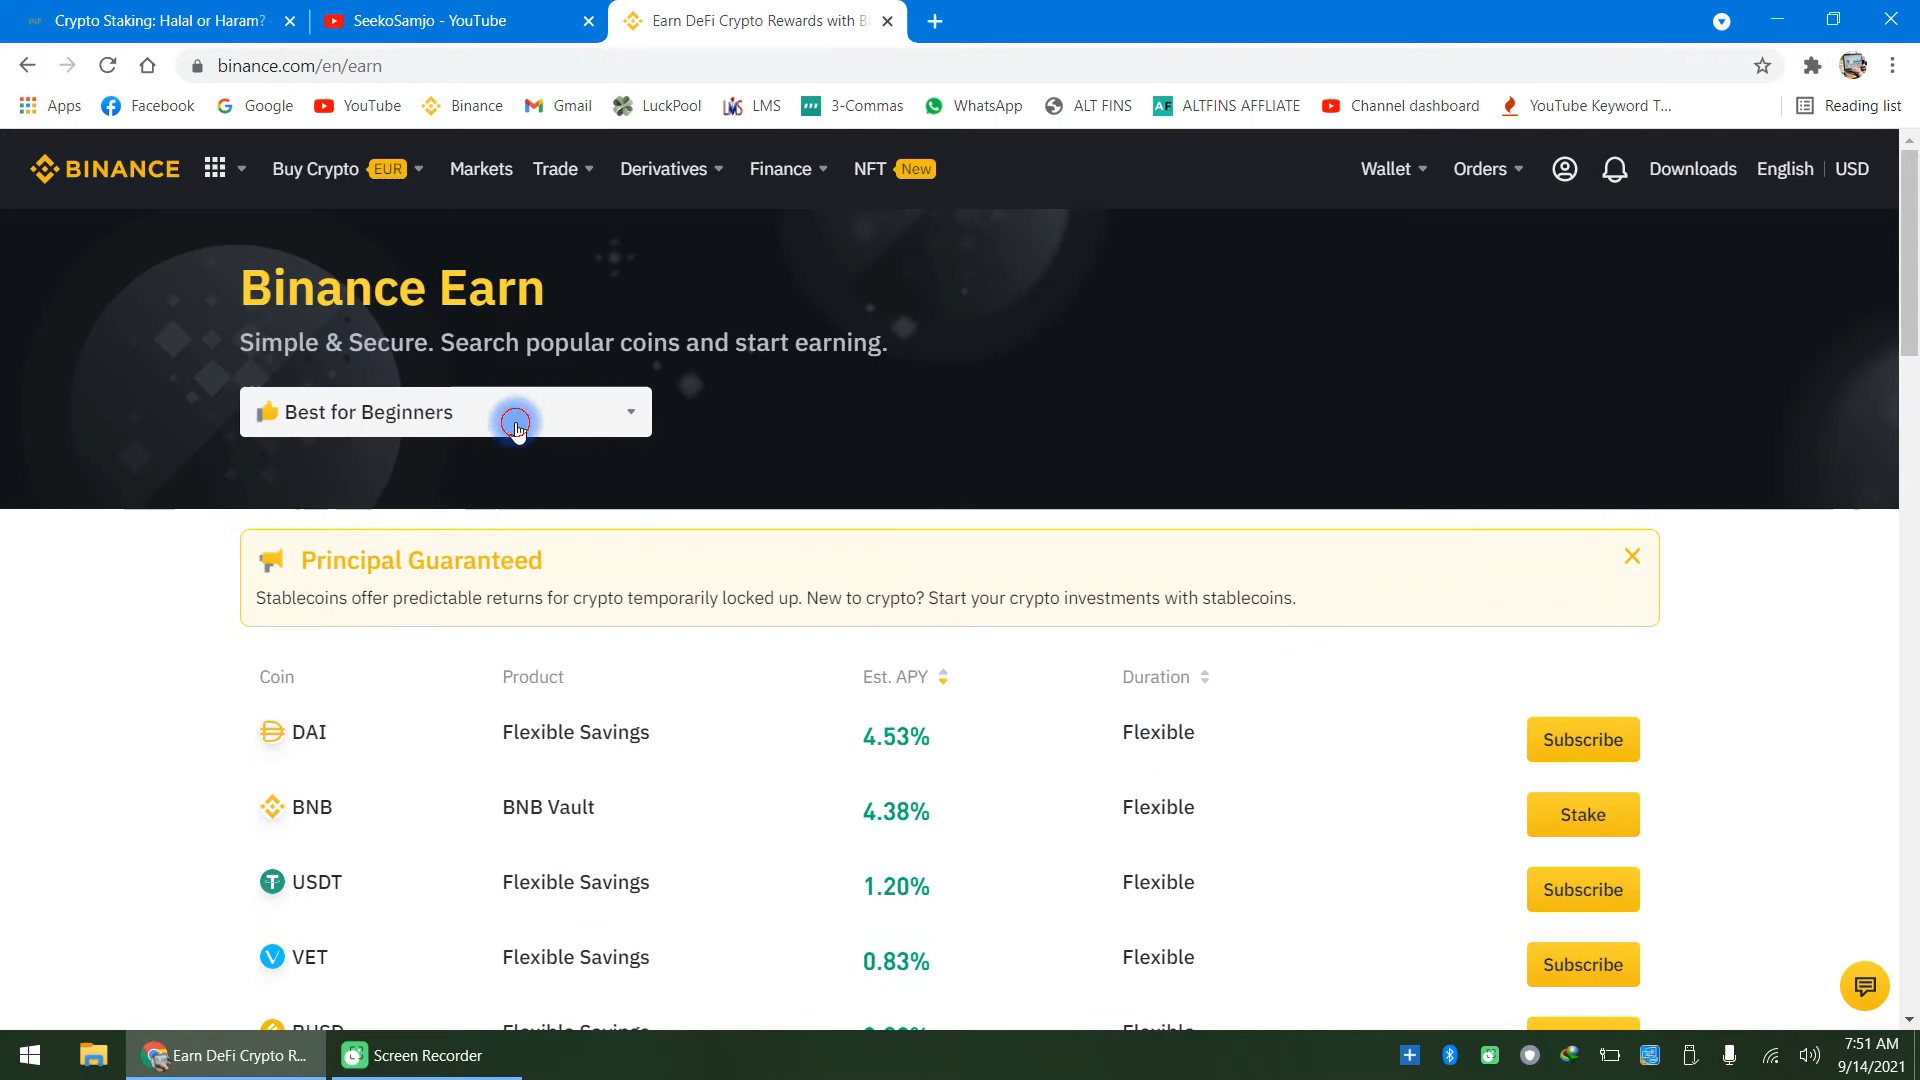 Crypto Staking: Halal or Haram?
SeekoSamjo - YouTube
Earn DeFi Crypto Rewards with Bi
binance.com/en/earn
Apps
Facebook
Google
YouTube
Binance
Gmail
LuckPool
LMS
3-Commas
WhatsApp
ALT FINS
ALTFINS AFFLIATE
Channel dashboard
YouTube Keyword T...
Reading list
BINANCE
Buy Crypto EUR
Markets
Trade
Derivatives
Finance
NFT New
Wallet
Orders
Downloads
English
USD
Binance Earn
Simple & Secure. Search popular coins and start earning.
Best for Beginners
Principal Guaranteed
Stablecoins offer predictable returns for crypto temporarily locked up. New to crypto? Start your crypto investments with stablecoins.
Coin Product Est. APY Duration
DAI Flexible Savings 4.53% Flexible Subscribe
BNB BNB Vault 4.38% Flexible Stake
USDT Flexible Savings 1.20% Flexible Subscribe
VET Flexible Savings 0.83% Flexible Subscribe
BUSD Flexible Savings Flexible
Earn DeFi Crypto R...
Screen Recorder
7:51 AM
9/14/2021